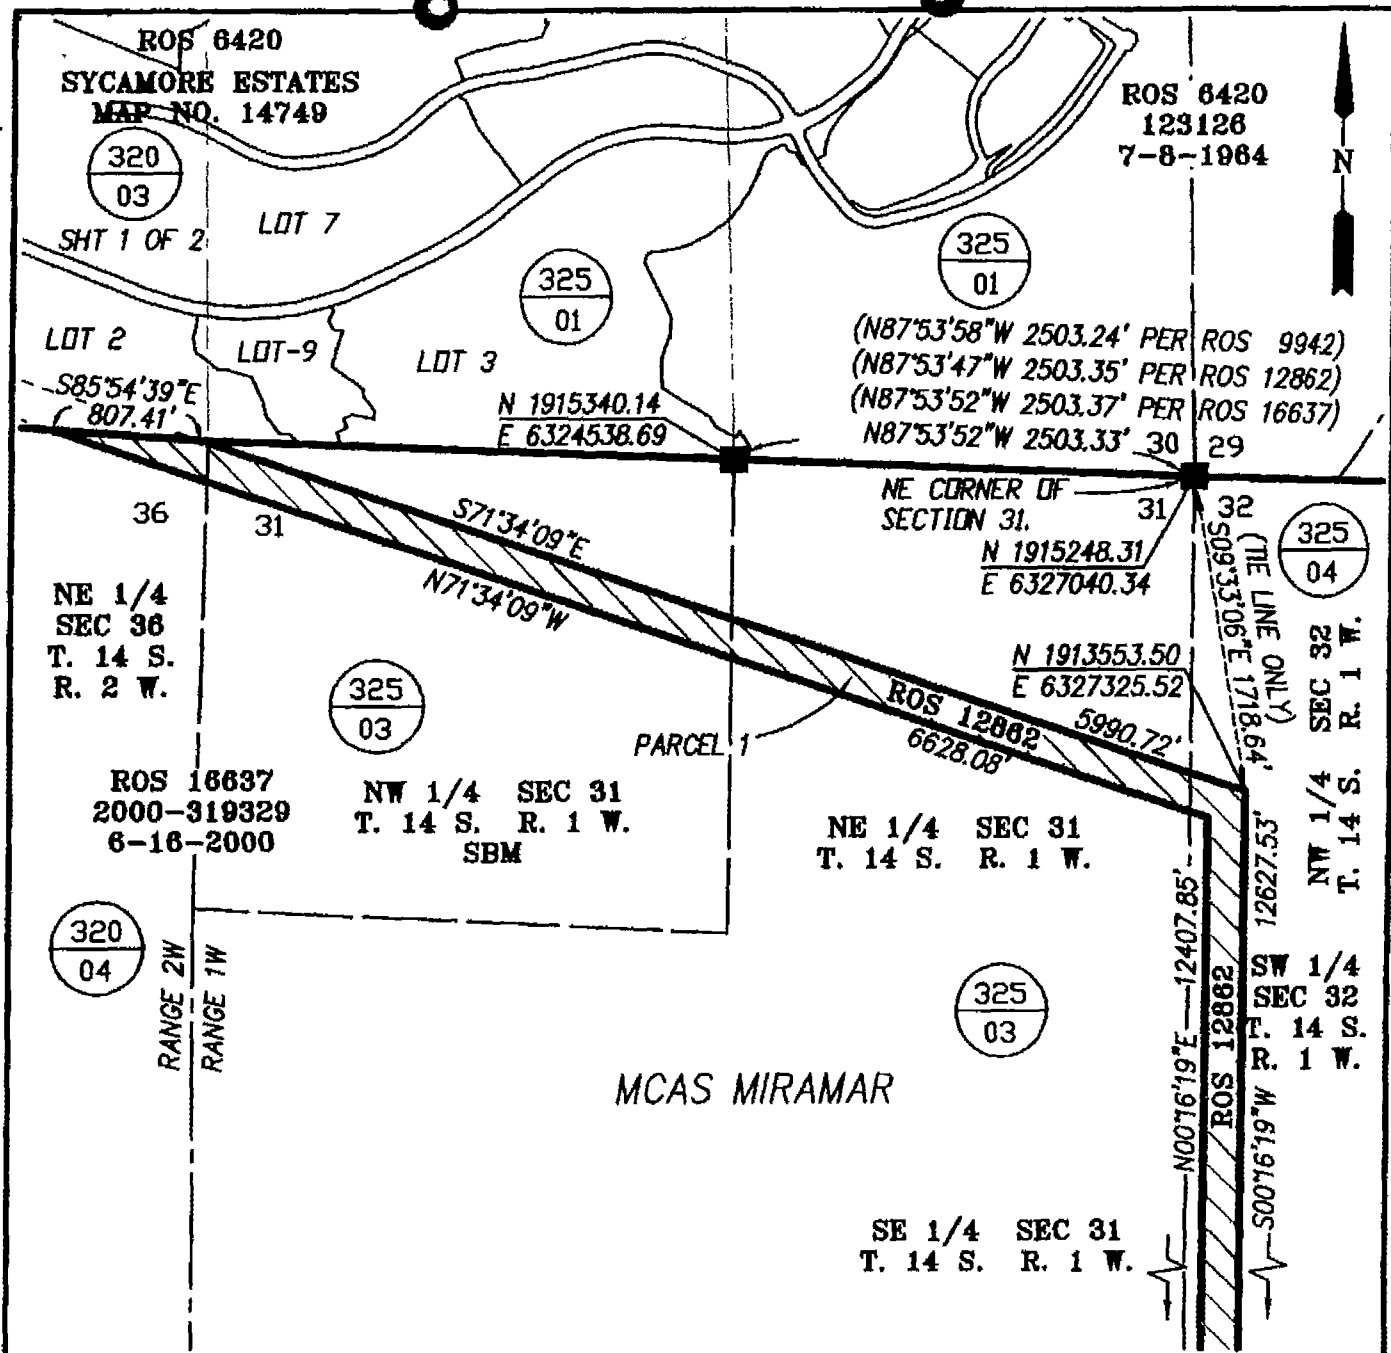 ROS 6420
SYCAMORE ESTATES
MAP NO. 14749
320
03
SHT 1 OF 2
LOT 7
ROS 6420
123126
7-8-1964
N
325
01
325
01
LOT 2
LOT-9
LOT 3
S85°54'39"E
807.41'
N 1915340.14
E 6324538.69
(N87°53'58"W 2503.24' PER ROS 9942)
(N87°53'47"W 2503.35' PER ROS 12862)
(N87°53'52"W 2503.37' PER ROS 16637)
N87°53'52"W 2503.33'
30
29
NE CORNER OF
SECTION 31.
31
32
N 1915248.31
E 6327040.34
36
31
S71°34'09"E
N71°34'09"W
(TIE LINE ONLY)
S09°33'06"E 1718.64'
325
04
NE 1/4
SEC 36
T. 14 S.
R. 2 W.
325
03
N 1913553.50
E 6327325.52
PARCEL 1
ROS 12862
5990.72'
6628.08'
NW 1/4 SEC 32
T. 14 S. R. 1 W.
ROS 16637
2000-319329
6-16-2000
NW 1/4 SEC 31
T. 14 S. R. 1 W.
SBM
NE 1/4 SEC 31
T. 14 S. R. 1 W.
320
04
RANGE 2W
RANGE 1W
325
03
N00°16'19"E 12407.85'
ROS 12862
12627.53'
S00°16'19"W
SW 1/4
SEC 32
T. 14 S.
R. 1 W.
MCAS MIRAMAR
SE 1/4 SEC 31
T. 14 S. R. 1 W.